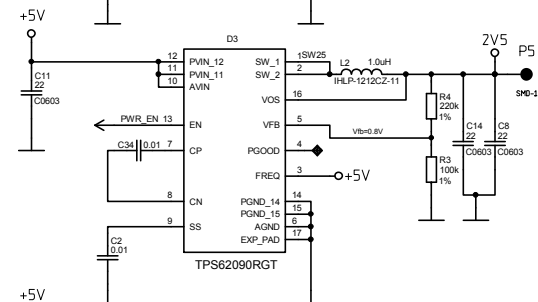 +5V
D3
2V5
P5
SMD-1
12 PVIN_12 SW_1 1 SW25
11 PVIN_11 SW_2 2
10 AVIN
L2 1.0uH
IHLP-1212CZ-11
C11
22
C0603
VOS 16
R4
220k
1%
PWR_EN 13 EN VFB 5 Vfb=0.8V
C14
22
C0603
C8
22
C0603
C34 0.01 7 CP PGOOD 4
R3
100k
1%
FREQ 3 +5V
8 CN PGND_14 14
PGND_15 15
9 SS AGND 6
EXP_PAD 17
C2
0.01
TPS62090RGT
+5V